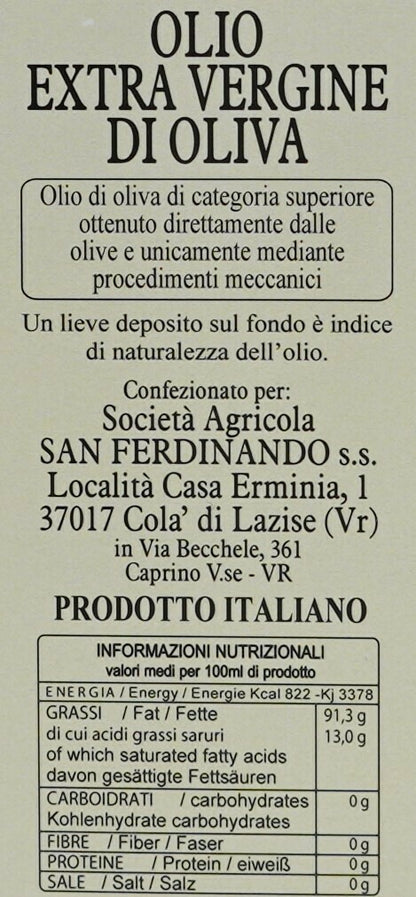 OLIO
EXTRA VERGINE
DI OLIVA
Olio di oliva di categoria superiore
ottenuto direttamente dalle
olive e unicamente mediante
procedimenti meccanici
Un lieve deposito sul fondo è indice
di naturalezza dell'olio.
Confezionato per:
Società Agricola
SAN FERDINANDO s.s.
Località Casa Erminia, 1
37017 Cola' di Lazise (Vr)
in Via Becchele, 361
Caprino V.se - VR
PRODOTTO ITALIANO
INFORMAZIONI NUTRIZIONALI
valori medi per 100ml di prodotto
ENERGIA / Energy / Energie Kcal 822 -Kj 3378
GRASSI / Fat / Fette 91,3 g
di cui acidi grassi saruri 13,0 g
of which saturated fatty acids
davon gesättigte Fettsäuren
CARBOIDRATI / carbohydrates 0 g
Kohlenhydrate carbohydrates
FIBRE / Fiber / Faser 0 g
PROTEINE / Protein / eiweiß 0 g
SALE / Salt / Salz 0 g